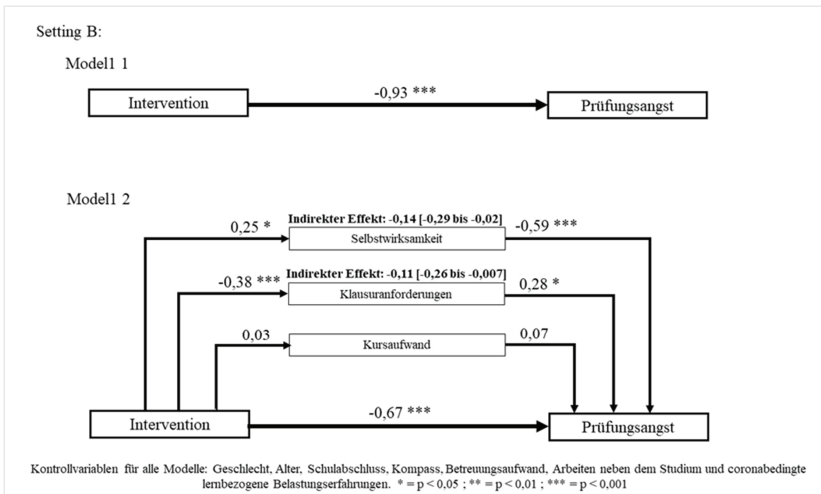 Setting B:
Model1 1
-0,93 ***
Intervention
Prüfungsangst
Model1 2
Indirekter Effekt: -0,14 [-0,29 bis -0,02]
0,25 *
-0,59 ***
Selbstwirksamkeit
Indirekter Effekt: -0,11 [-0,26 bis -0,007]
-0,38 ***
0,28 *
Klausuranforderungen
0,03
0,07
Kursaufwand
-0,67 ***
Intervention
Prüfungsangst
Kontrollvariablen für alle Modelle: Geschlecht, Alter, Schulabschluss, Kompass, Betreuungsaufwand, Arbeiten neben dem Studium und coronabedingte
lernbezogene Belastungserfahrungen. * = p < 0,05 ; ** = p < 0,01 ; *** = p < 0,001